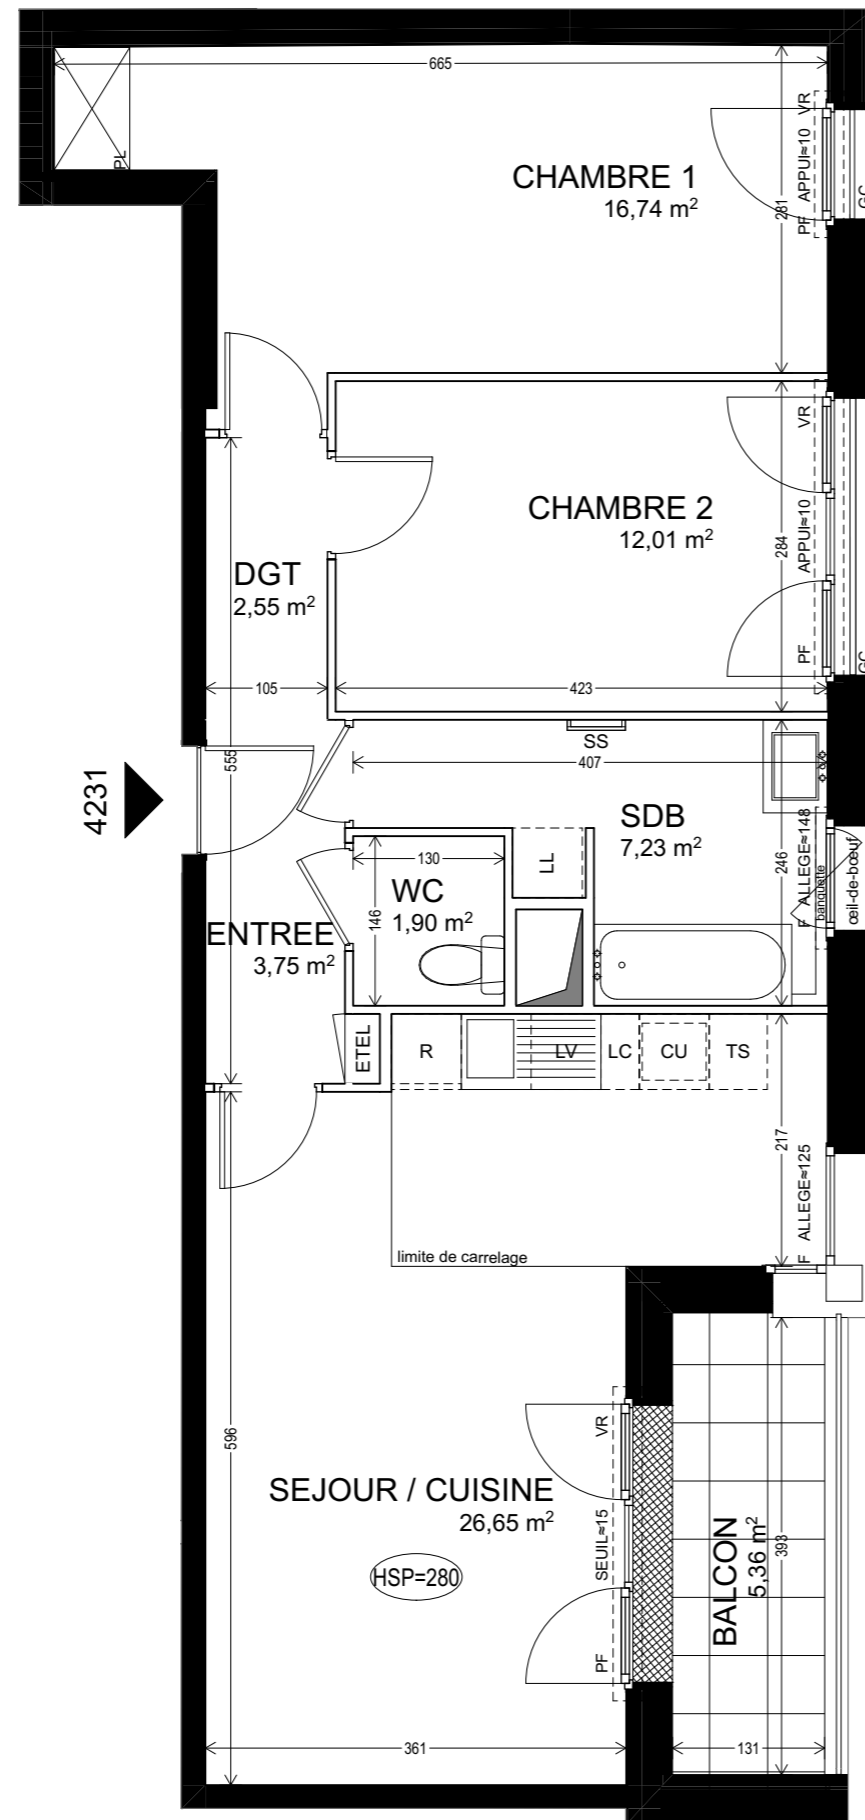 665
PL
CHAMBRE 1
16,74 m²
281
PF APPUI≈10 VR
GC
CHAMBRE 2
12,01 m²
284
VR
APPUI≈10
PF
GC
DGT
2,55 m²
105
423
555
4231
SS
407
SDB
7,23 m²
246
F ALLEGE≈148
banquette
œil-de-bœuf
LL
130
WC
1,90 m²
146
ENTREE
3,75 m²
ETEL
R
LV
LC
CU
TS
217
F ALLEGE≈125
limite de carrelage
596
VR
SEUIL≈15
PF
SEJOUR / CUISINE
26,65 m²
HSP=280
BALCON
5,36 m²
393
361
131